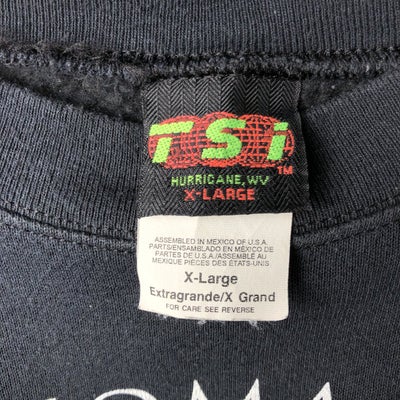 TSi
TM
HURRICANE, WV
X-LARGE
ASSEMBLED IN MEXICO OF U.S.A.
PARTS/ENSAMBLADO EN MÉXICO DE
PARTES DE U.S.A./ASSEMBLÉ AU
MEXIQUE PIÈCES DES ÉTATS-UNIS
X-Large
Extragrande/X Grand
FOR CARE SEE REVERSE